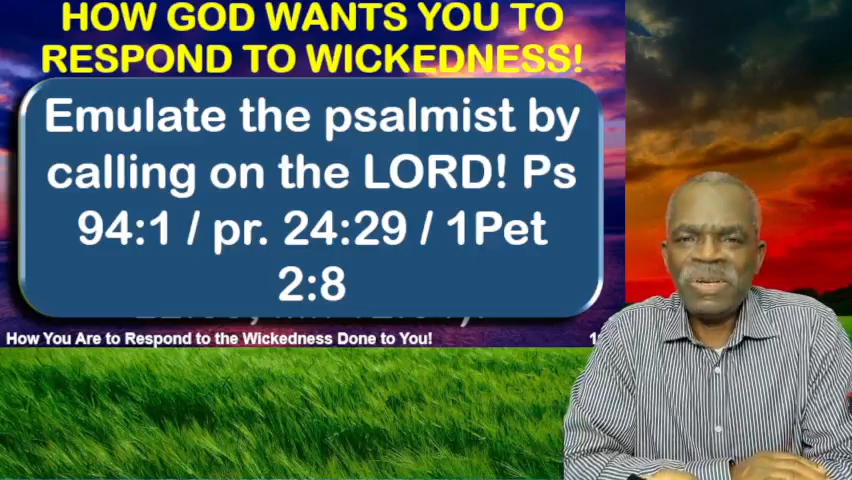 HOW GOD WANTS YOU TO
RESPOND TO WICKEDNESS!
Emulate the psalmist by
calling on the LORD! Ps
94:1 / pr. 24:29 / 1Pet
2:8
How You Are to Respond to the Wickedness Done to You!